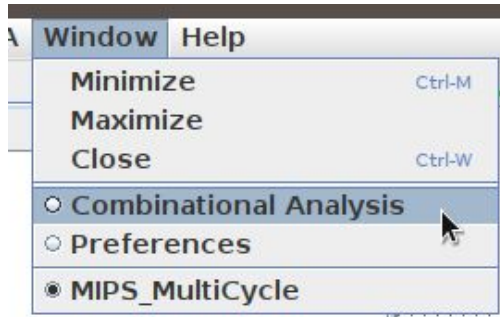 A Window Help
Minimize Ctrl-M
Maximize
Close Ctrl-W
Combinational Analysis
Preferences
MIPS_MultiCycle